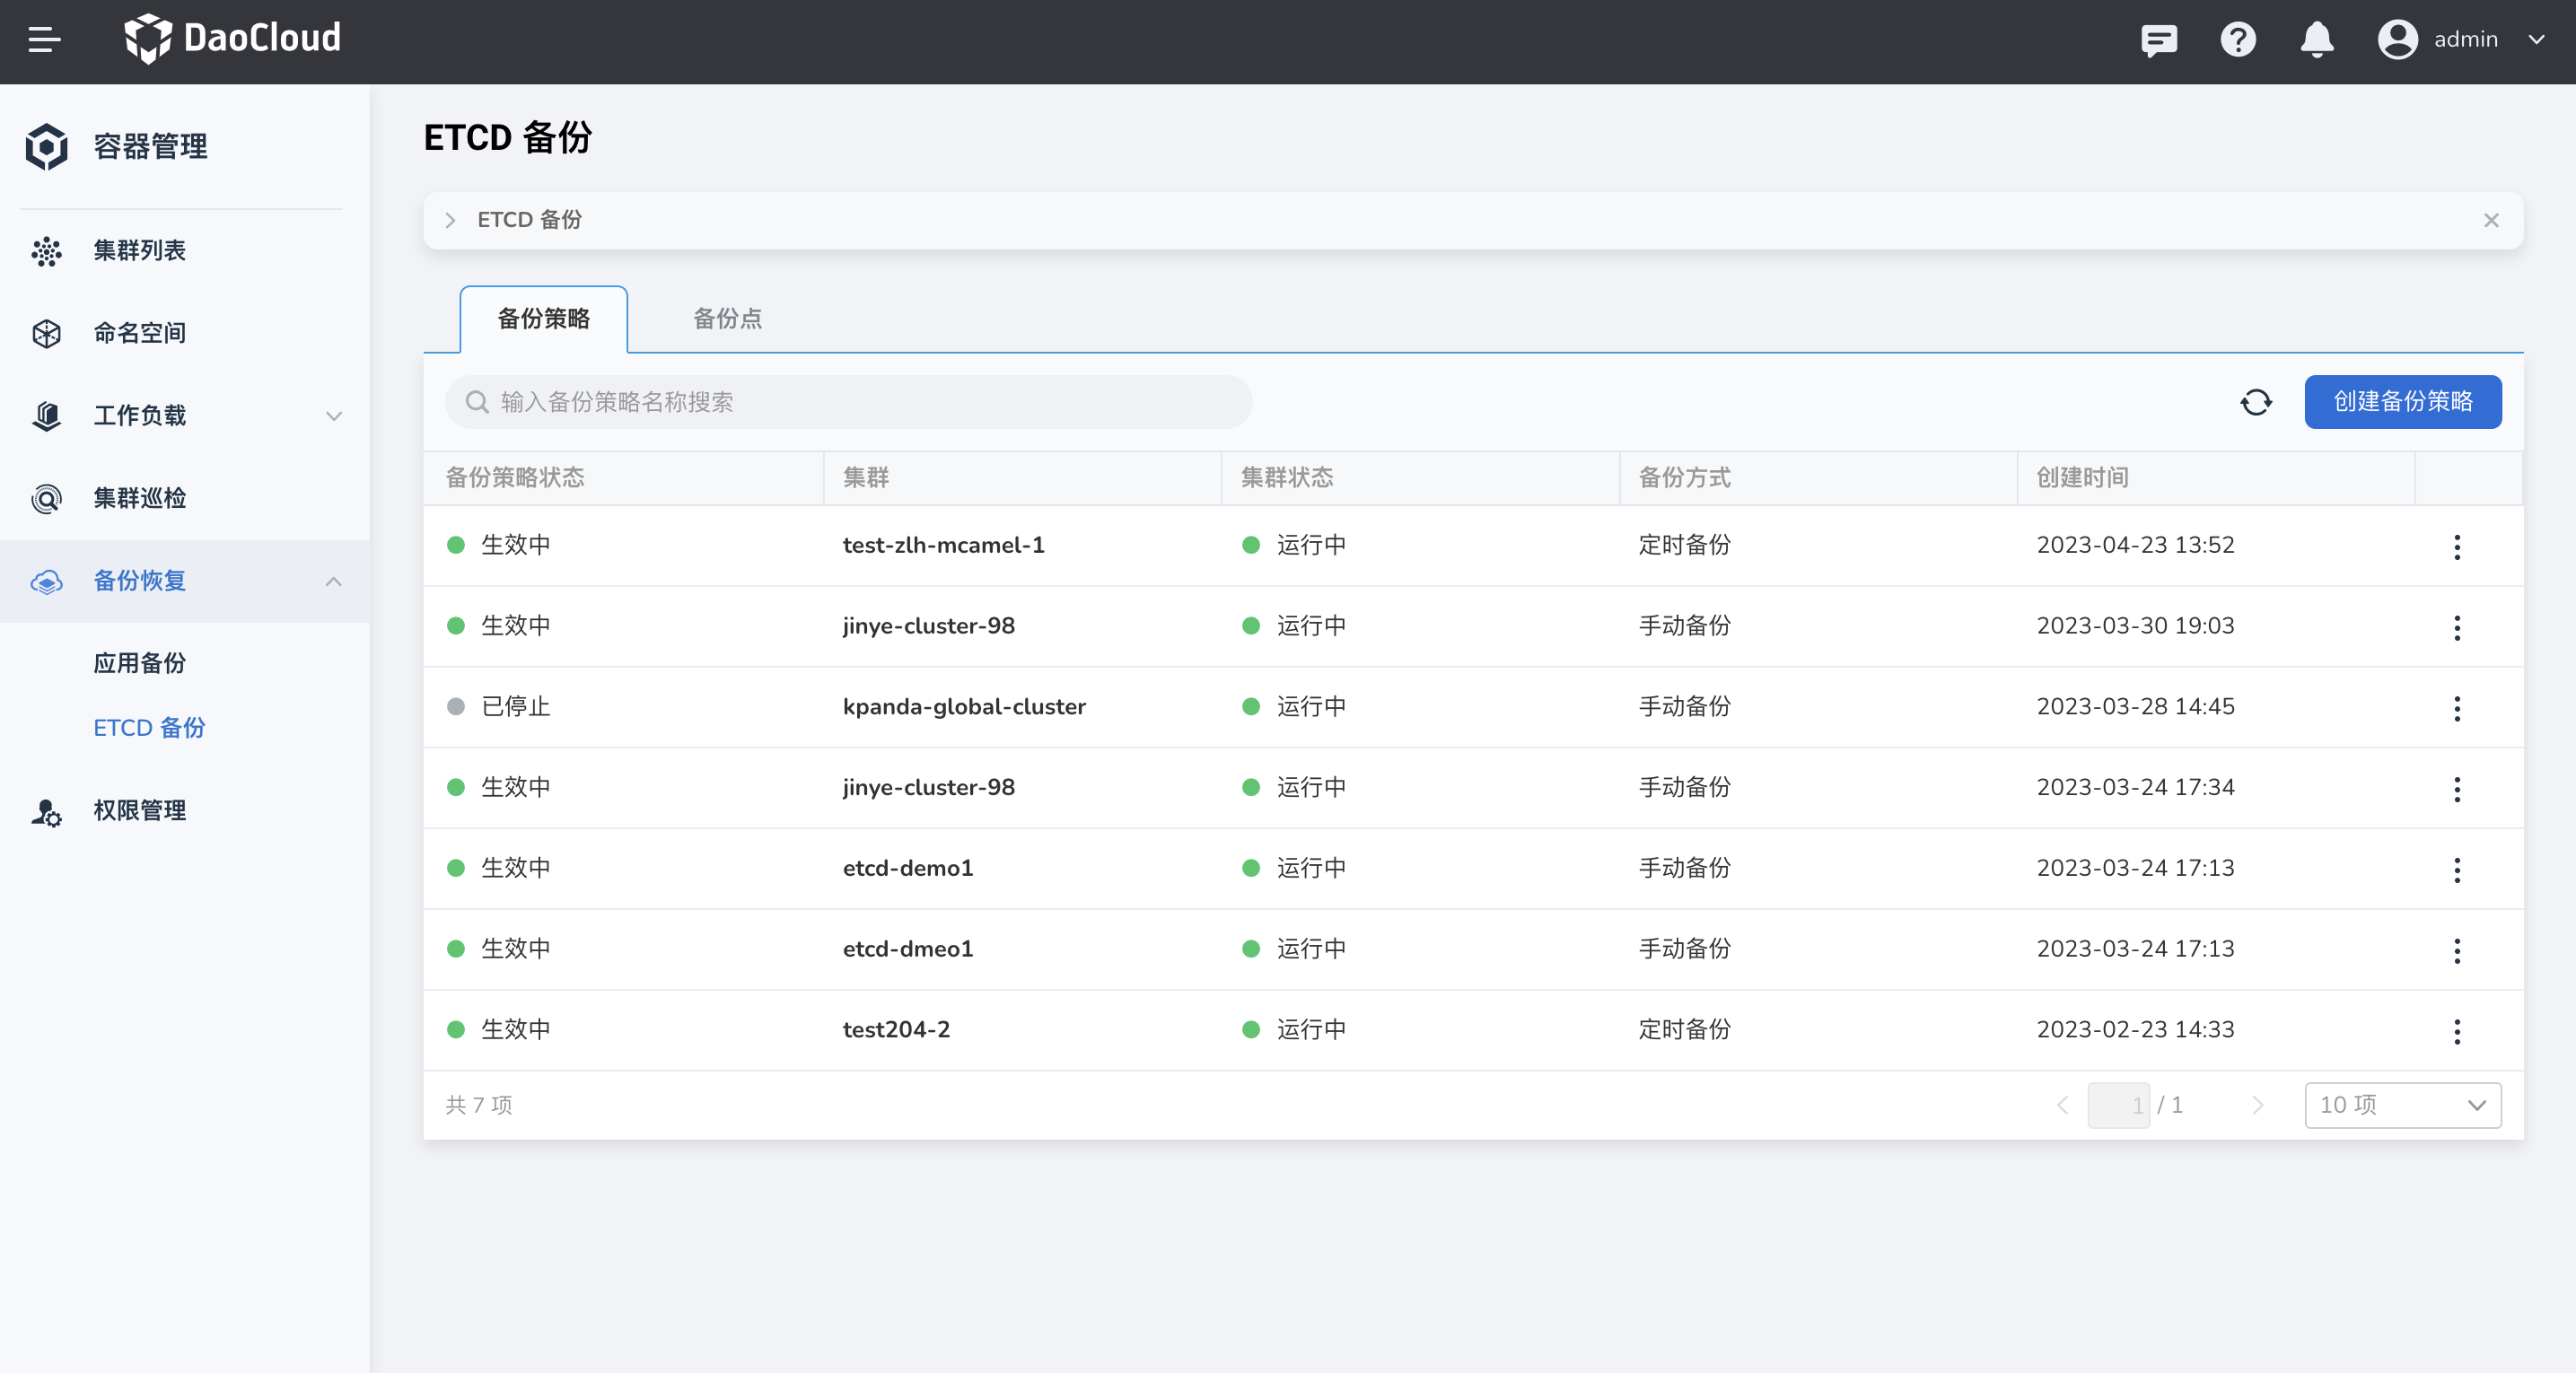 DaoCloud
admin
容器管理
集群列表
命名空间
工作负载
集群巡检
备份恢复
应用备份
ETCD 备份
权限管理
ETCD 备份
ETCD 备份
备份策略 备份点
输入备份策略名称搜索 创建备份策略
备份策略状态 集群 集群状态 备份方式 创建时间
生效中 test-zlh-mcamel-1 运行中 定时备份 2023-04-23 13:52
生效中 jinye-cluster-98 运行中 手动备份 2023-03-30 19:03
已停止 kpanda-global-cluster 运行中 手动备份 2023-03-28 14:45
生效中 jinye-cluster-98 运行中 手动备份 2023-03-24 17:34
生效中 etcd-demo1 运行中 手动备份 2023-03-24 17:13
生效中 etcd-dmeo1 运行中 手动备份 2023-03-24 17:13
生效中 test204-2 运行中 定时备份 2023-02-23 14:33
共 7 项 1 / 1 10 项